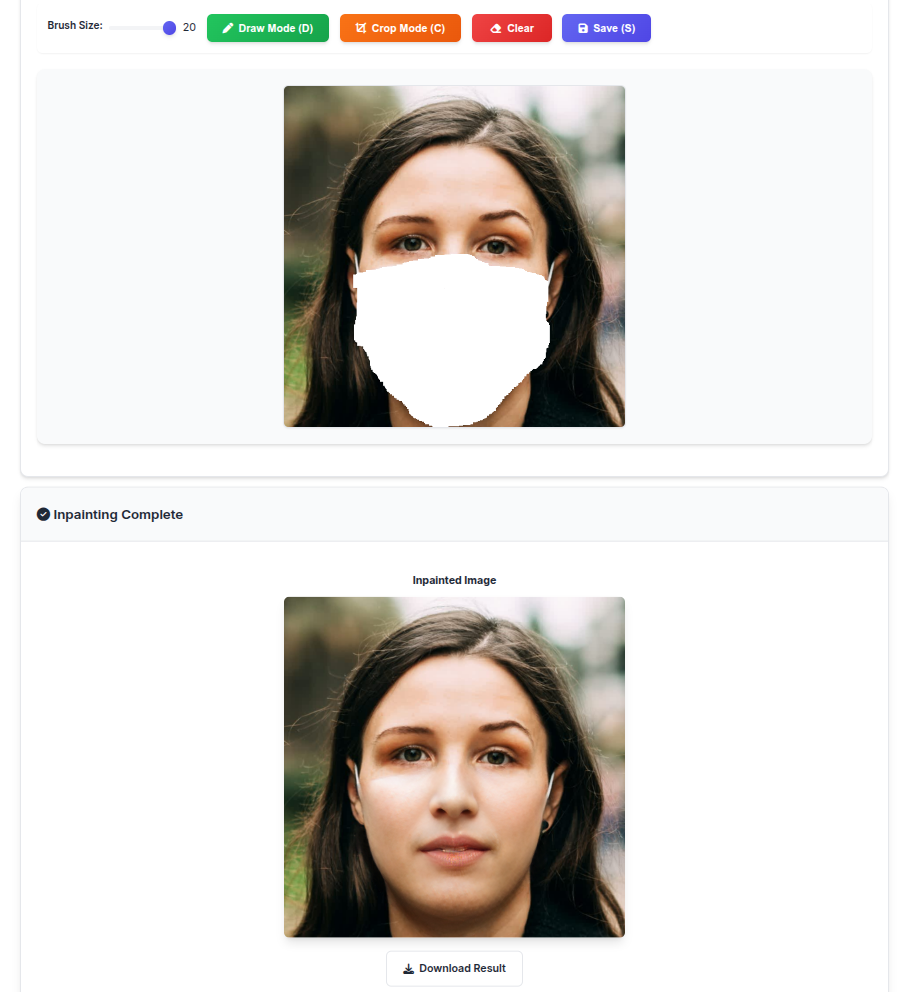 Brush Size: 20 Draw Mode (D) Crop Mode (C) Clear Save (S)
Inpainting Complete
Inpainted Image
Download Result